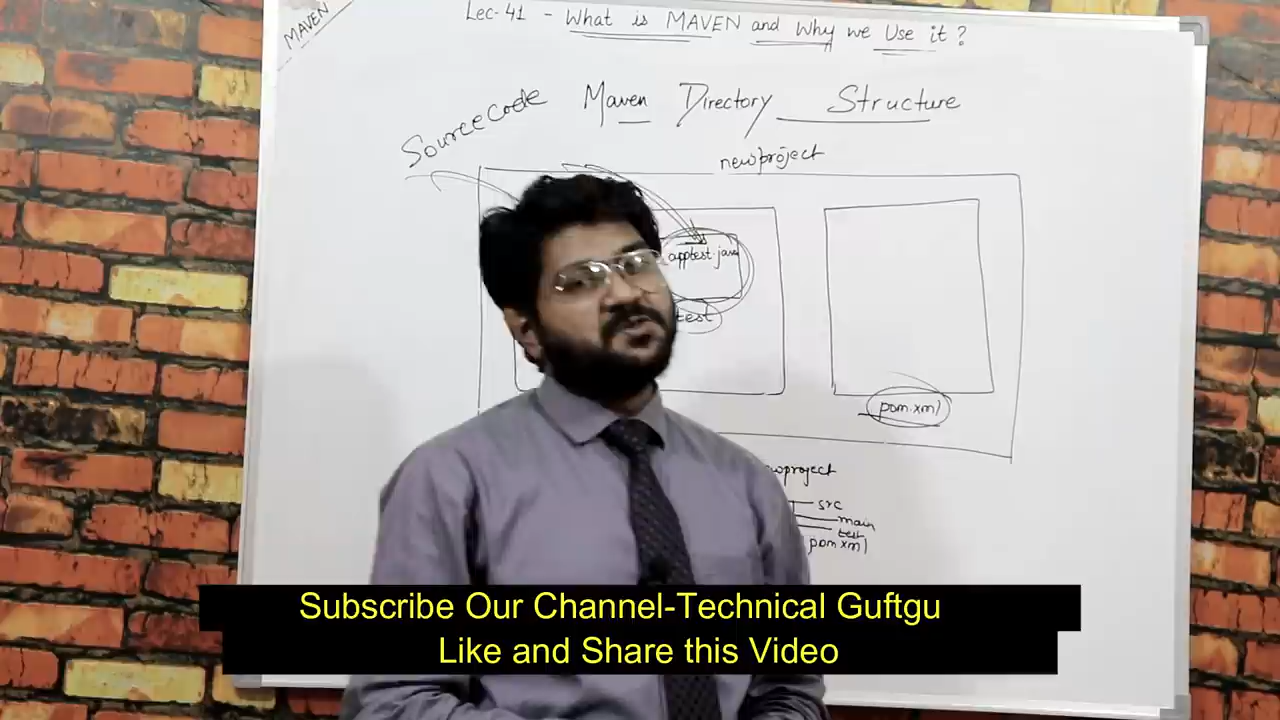 MAVEN
Lec-41 - What is MAVEN and Why we Use it?
Source code
Maven Directory Structure
newproject
apptest.java
test
pom.xml
src
main
test
pom.xml
Subscribe Our Channel-Technical Guftgu
Like and Share this Video